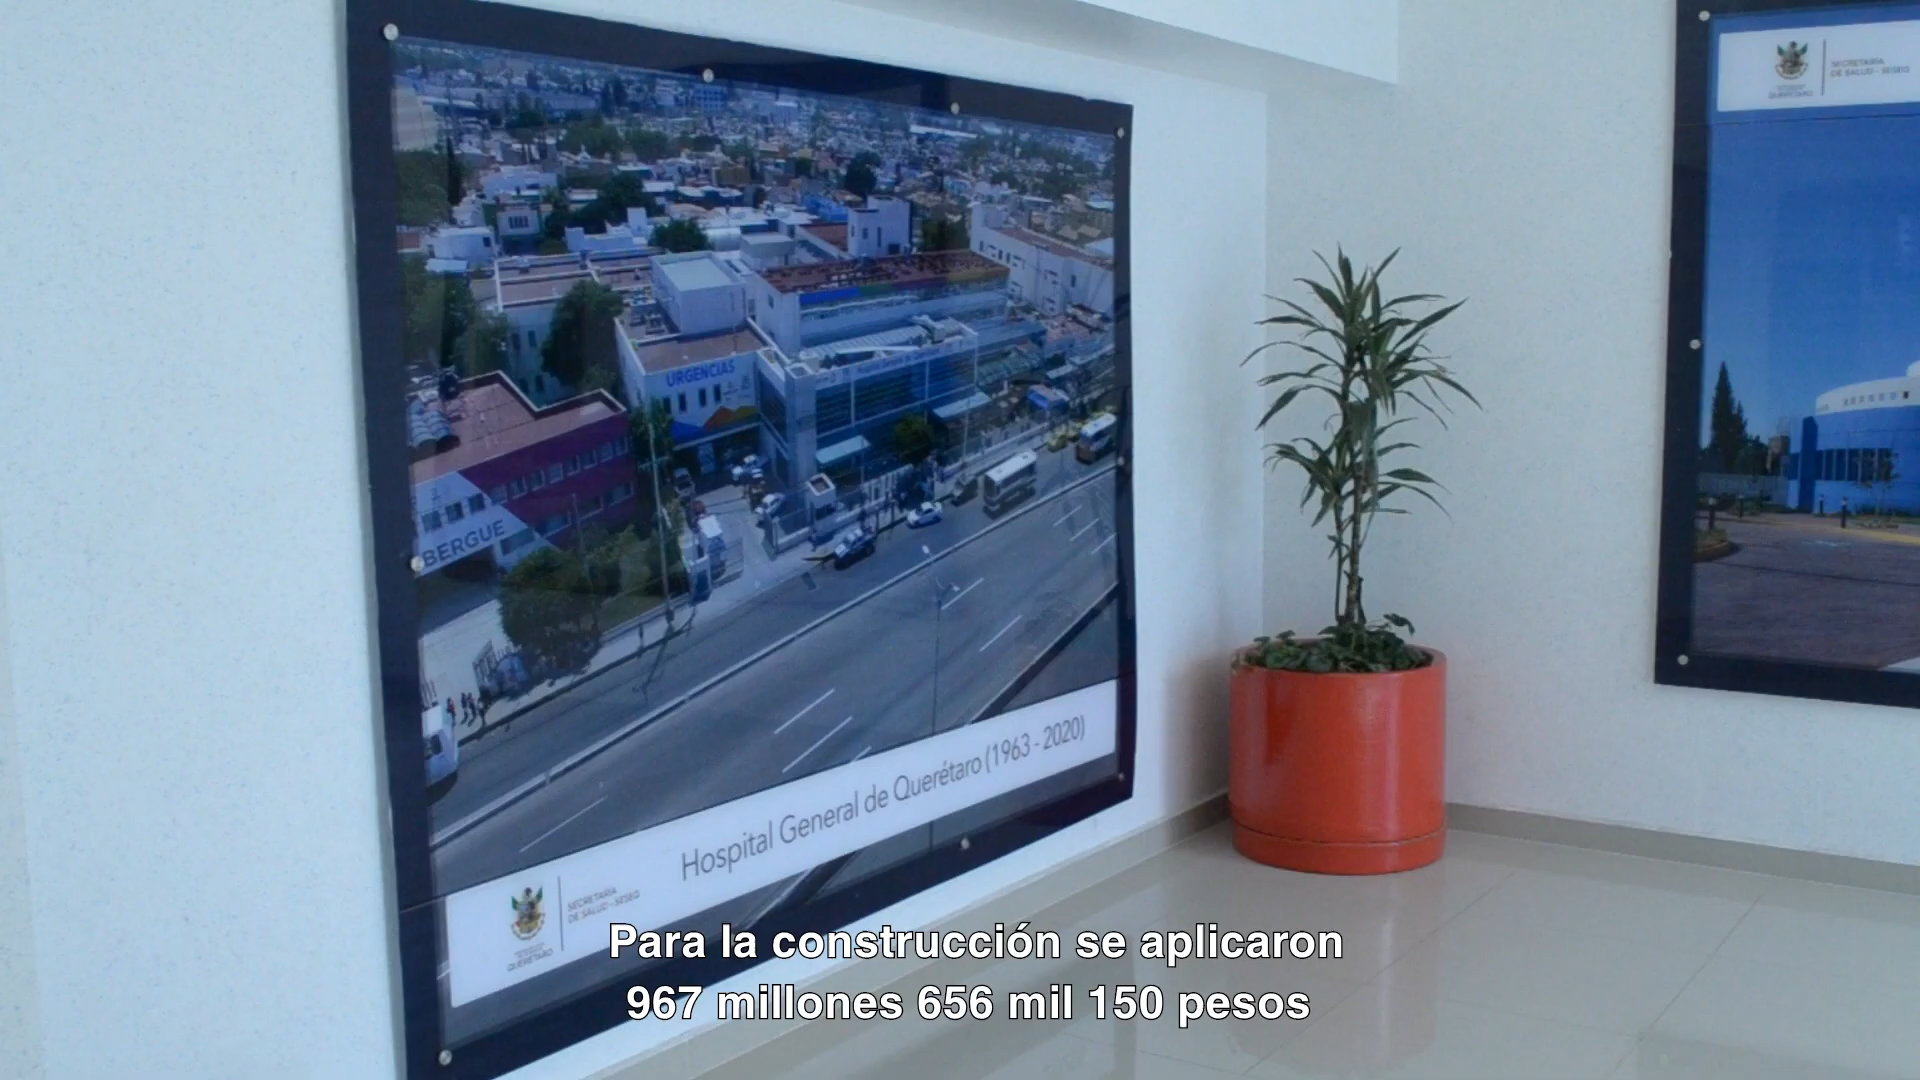 SECRETARÍA
DE SALUD - SESEQ
URGENCIAS
BERGUE
Hospital General de Querétaro (1963 - 2020)
SECRETARÍA
DE SALUD - SESEQ
QUERÉTARO
Para la construcción se aplicaron
967 millones 656 mil 150 pesos